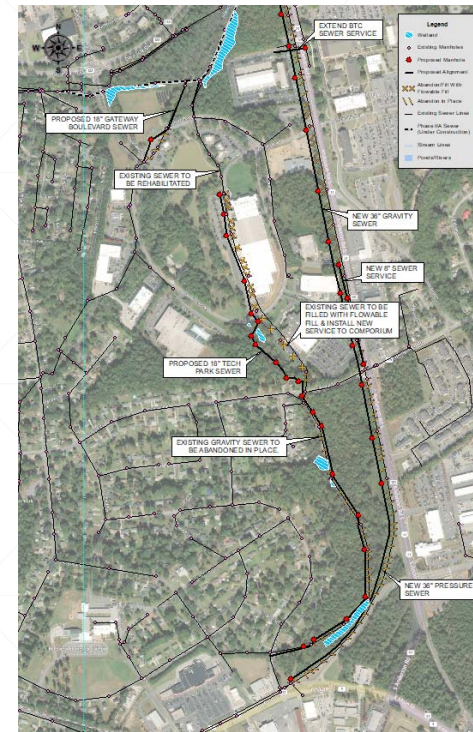 EXTEND BTC
SEWER SERVICE
Legend
Wetland
Existing Manholes
Proposed Manhole
Proposed Alignment
Abandon/Fill With
Flowable Fill
Abandon in Place
Existing Sewer Lines
Phase IIA Sewer
(Under Construction)
Stream Lines
Ponds/Rivers
N
W
E
S
PROPOSED 18" GATEWAY
BOULEVARD SEWER
EXISTING SEWER TO
BE REHABILITATED
NEW 36" GRAVITY
SEWER
NEW 8" SEWER
SERVICE
EXISTING SEWER TO BE
FILLED WITH FLOWABLE
FILL & INSTALL NEW
SERVICE TO COMPORIUM
PROPOSED 18" TECH
PARK SEWER
EXISTING GRAVITY SEWER TO
BE ABANDONED IN PLACE.
NEW 36" PRESSURE
SEWER